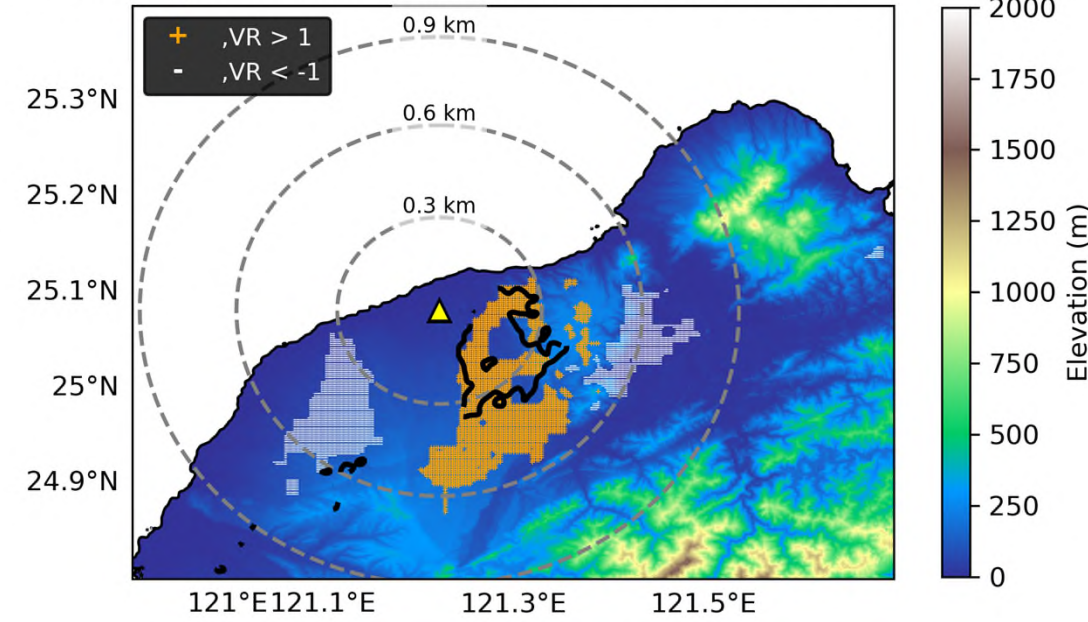 + ,VR > 1
- ,VR < -1
0.9 km
0.6 km
0.3 km
25.3°N
25.2°N
25.1°N
25°N
24.9°N
121°E
121.1°E
121.3°E
121.5°E
2000
1750
1500
1250
1000
750
500
250
0
Elevation (m)